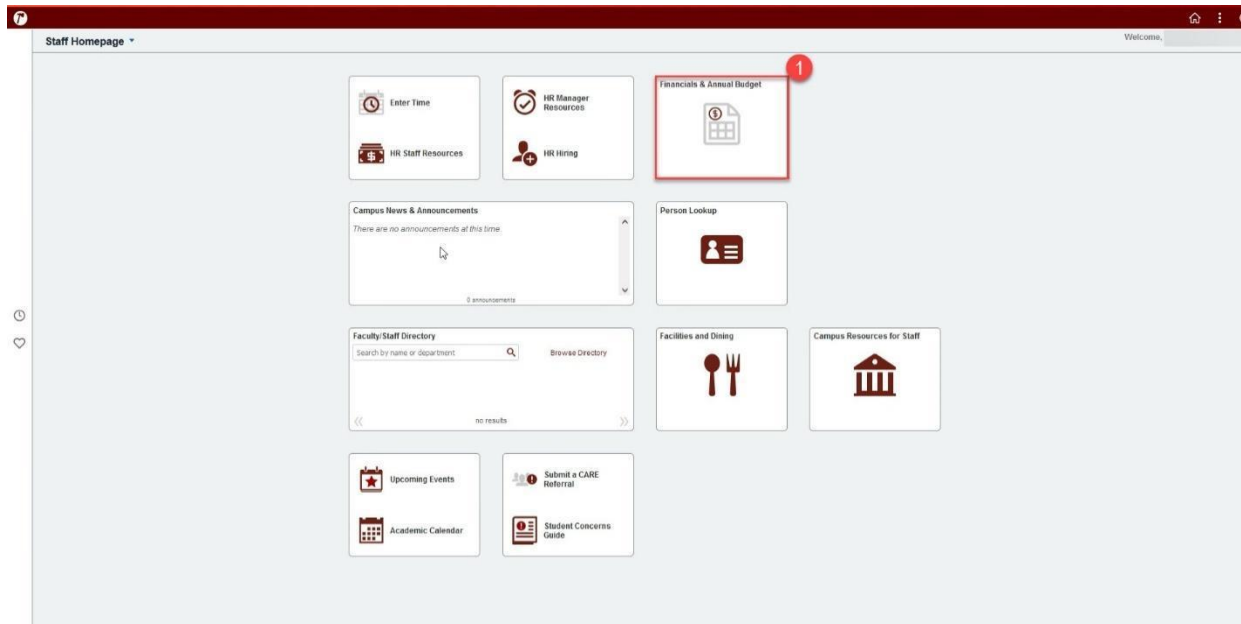 Staff Homepage
Welcome,
1
Enter Time
HR Staff Resources
HR Manager
Resources
HR Hiring
Financials & Annual Budget
Campus News & Announcements
There are no announcements at this time
0 announcements
Person Lookup
Faculty/Staff Directory
Search by name or department
Browse Directory
no results
Facilities and Dining
Campus Resources for Staff
Upcoming Events
Academic Calendar
Submit a CARE
Referral
Student Concerns
Guide